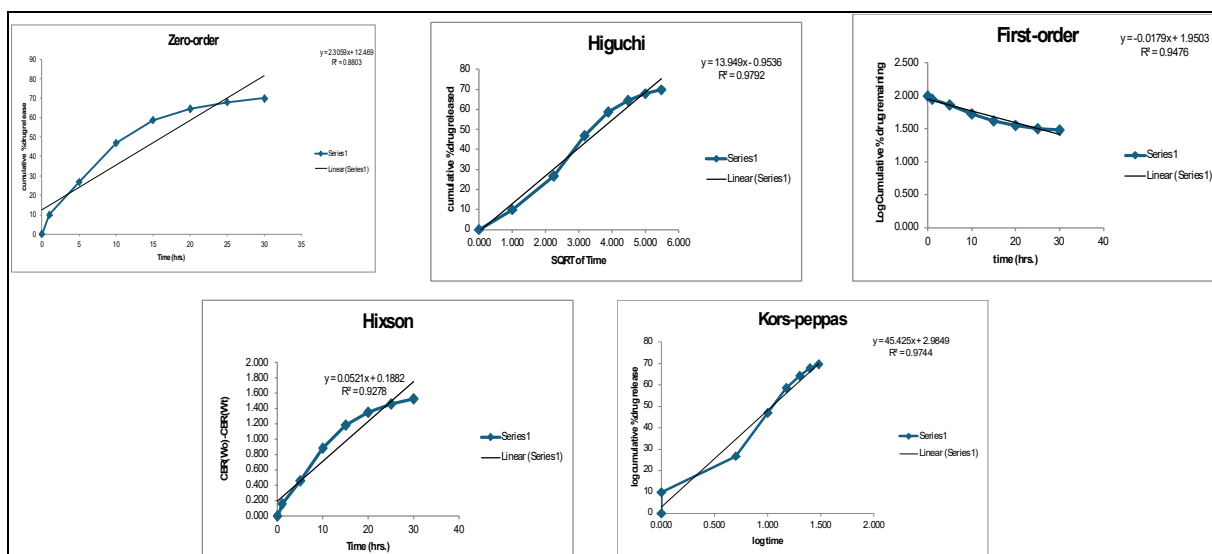 Zero-order
y = 2.3059x + 12.469
R² = 0.8803
cumulative % drug release
90
80
70
60
50
40
30
20
10
0
0 5 10 15 20 25 30 35
Time (hrs.)
Series1
Linear (Series1)
Higuchi
y = 13.949x - 0.9536
R² = 0.9792
cumulative % drug released
80
70
60
50
40
30
20
10
0
0.000 1.000 2.000 3.000 4.000 5.000 6.000
SQRT of Time
Series1
Linear (Series1)
First-order
y = -0.0179x + 1.9503
R² = 0.9476
Log Cumulative % drug remaining
2.500
2.000
1.500
1.000
0.500
0.000
0 10 20 30 40
time (hrs.)
Series1
Linear (Series1)
Hixson
y = 0.0521x + 0.1882
R² = 0.9278
CBR(Wo)-CBR(Wt)
2.000
1.800
1.600
1.400
1.200
1.000
0.800
0.600
0.400
0.200
0.000
0 10 20 30 40
Time (hrs.)
Series1
Linear (Series1)
Kors-peppas
y = 45.425x + 2.9849
R² = 0.9744
log cumulative % drug release
80
70
60
50
40
30
20
10
0
0.000 0.500 1.000 1.500 2.000
log time
Series1
Linear (Series1)